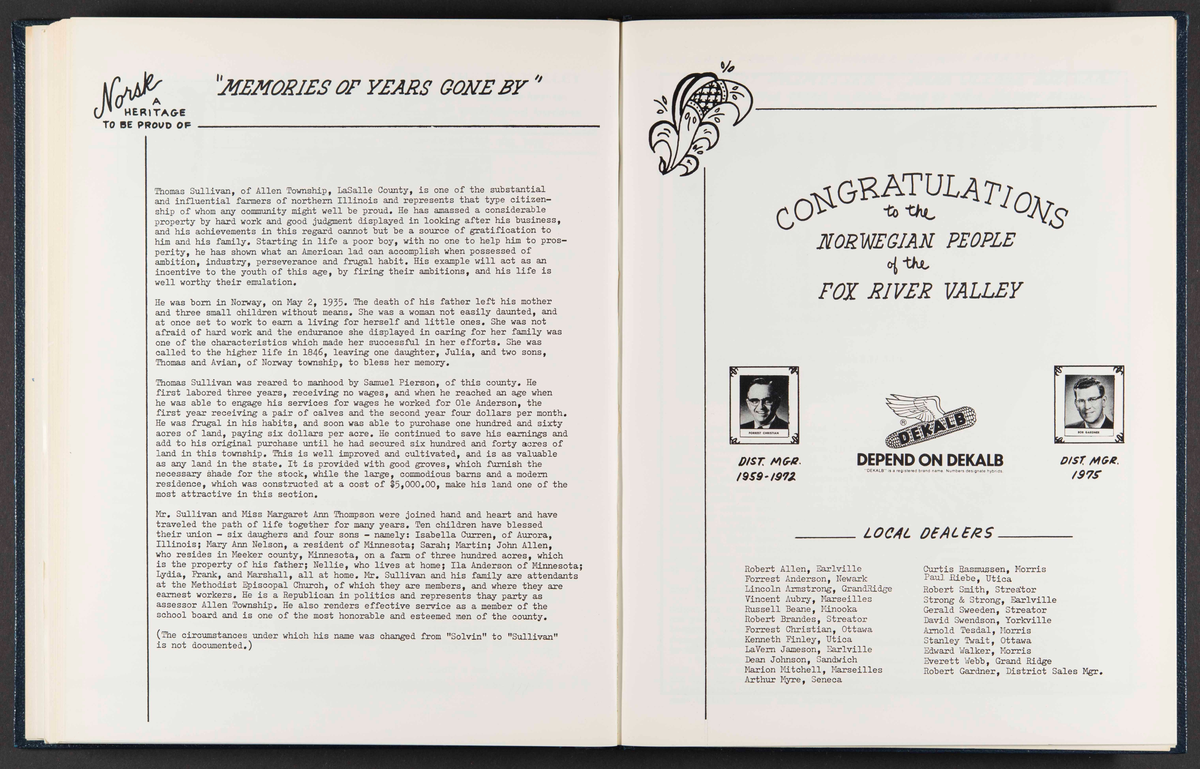 Norsk
A
HERITAGE
TO BE PROUD OF
"MEMORIES OF YEARS GONE BY"
Thomas Sullivan, of Allen Township, LaSalle County, is one of the substantial
and influential farmers of northern Illinois and represents that type citizen-
ship of whom any community might well be proud. He has amassed a considerable
property by hard work and good judgment displayed in looking after his business,
and his achievements in this regard cannot but be a source of gratification to
him and his family. Starting in life a poor boy, with no one to help him to pros-
perity, he has shown what an American lad can accomplish when possessed of
ambition, industry, perseverance and frugal habit. His example will act as an
incentive to the youth of this age, by firing their ambitions, and his life is
well worthy their emulation.
He was born in Norway, on May 2, 1935. The death of his father left his mother
and three small children without means. She was a woman not easily daunted, and
at once set to work to earn a living for herself and little ones. She was not
afraid of hard work and the endurance she displayed in caring for her family was
one of the characteristics which made her successful in her efforts. She was
called to the higher life in 1846, leaving one daughter, Julia, and two sons,
Thomas and Avian, of Norway township, to bless her memory.
Thomas Sullivan was reared to manhood by Samuel Pierson, of this county. He
first labored three years, receiving no wages, and when he reached an age when
he was able to engage his services for wages he worked for Ole Anderson, the
first year receiving a pair of calves and the second year four dollars per month.
He was frugal in his habits, and soon was able to purchase one hundred and sixty
acres of land, paying six dollars per acre. He continued to save his earnings and
add to his original purchase until he had secured six hundred and forty acres of
land in this township. This is well improved and cultivated, and is as valuable
as any land in the state. It is provided with good groves, which furnish the
necessary shade for the stock, while the large, commodious barns and a modern
residence, which was constructed at a cost of $5,000.00, make his land one of the
most attractive in this section.
Mr. Sullivan and Miss Margaret Ann Thompson were joined hand and heart and have
traveled the path of life together for many years. Ten children have blessed
their union - six daughers and four sons - namely: Isabella Curren, of Aurora,
Illinois; Mary Ann Nelson, a resident of Minnesota; Sarah; Martin; John Allen,
who resides in Meeker county, Minnesota, on a farm of three hundred acres, which
is the property of his father; Nellie, who lives at home; Ila Anderson of Minnesota;
Lydia, Frank, and Marshall, all at home. Mr. Sullivan and his family are attendants
at the Methodist Episcopal Church, of which they are members, and where they are
earnest workers. He is a Republican in politics and represents thay party as
assessor Allen Township. He also renders effective service as a member of the
school board and is one of the most honorable and esteemed men of the county.
(The circumstances under which his name was changed from "Solvin" to "Sullivan"
is not documented.)
CONGRATULATIONS
to the
NORWEGIAN PEOPLE
of the
FOX RIVER VALLEY
FORREST CHRISTIAN
DIST. MGR.
1959-1972
® DEKALB
DEPEND ON DEKALB
"DEKALB" is a registered brand name. Numbers designate hybrids.
BOB GARDNER
DIST. MGR.
1975
LOCAL DEALERS
Robert Allen, Earlville
Forrest Anderson, Newark
Lincoln Armstrong, GrandRidge
Vincent Aubry, Marseilles
Russell Beane, Minooka
Robert Brandes, Streator
Forrest Christian, Ottawa
Kenneth Finley, Utica
LaVern Jameson, Earlville
Dean Johnson, Sandwich
Marion Mitchell, Marseilles
Arthur Myre, Seneca
Curtis Rasmussen, Morris
Paul Hiebe, Utica
Robert Smith, Streator
Strong & Strong, Earlville
Gerald Sweeden, Streator
David Swendson, Yorkville
Arnold Tesdal, Morris
Stanley Twait, Ottawa
Edward Walker, Morris
Everett Webb, Grand Ridge
Robert Gardner, District Sales Mgr.